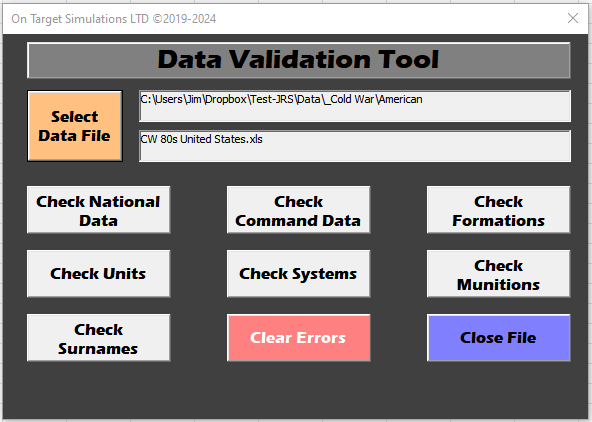 On Target Simulations LTD ©2019-2024
Data Validation Tool
Select
Data File
C:\Users\Jim\Dropbox\Test-JRS\Data\_Cold War\American
CW 80s United States.xls
Check National
Data
Check
Command Data
Check
Formations
Check Units
Check Systems
Check
Munitions
Check
Surnames
Clear Errors
Close File